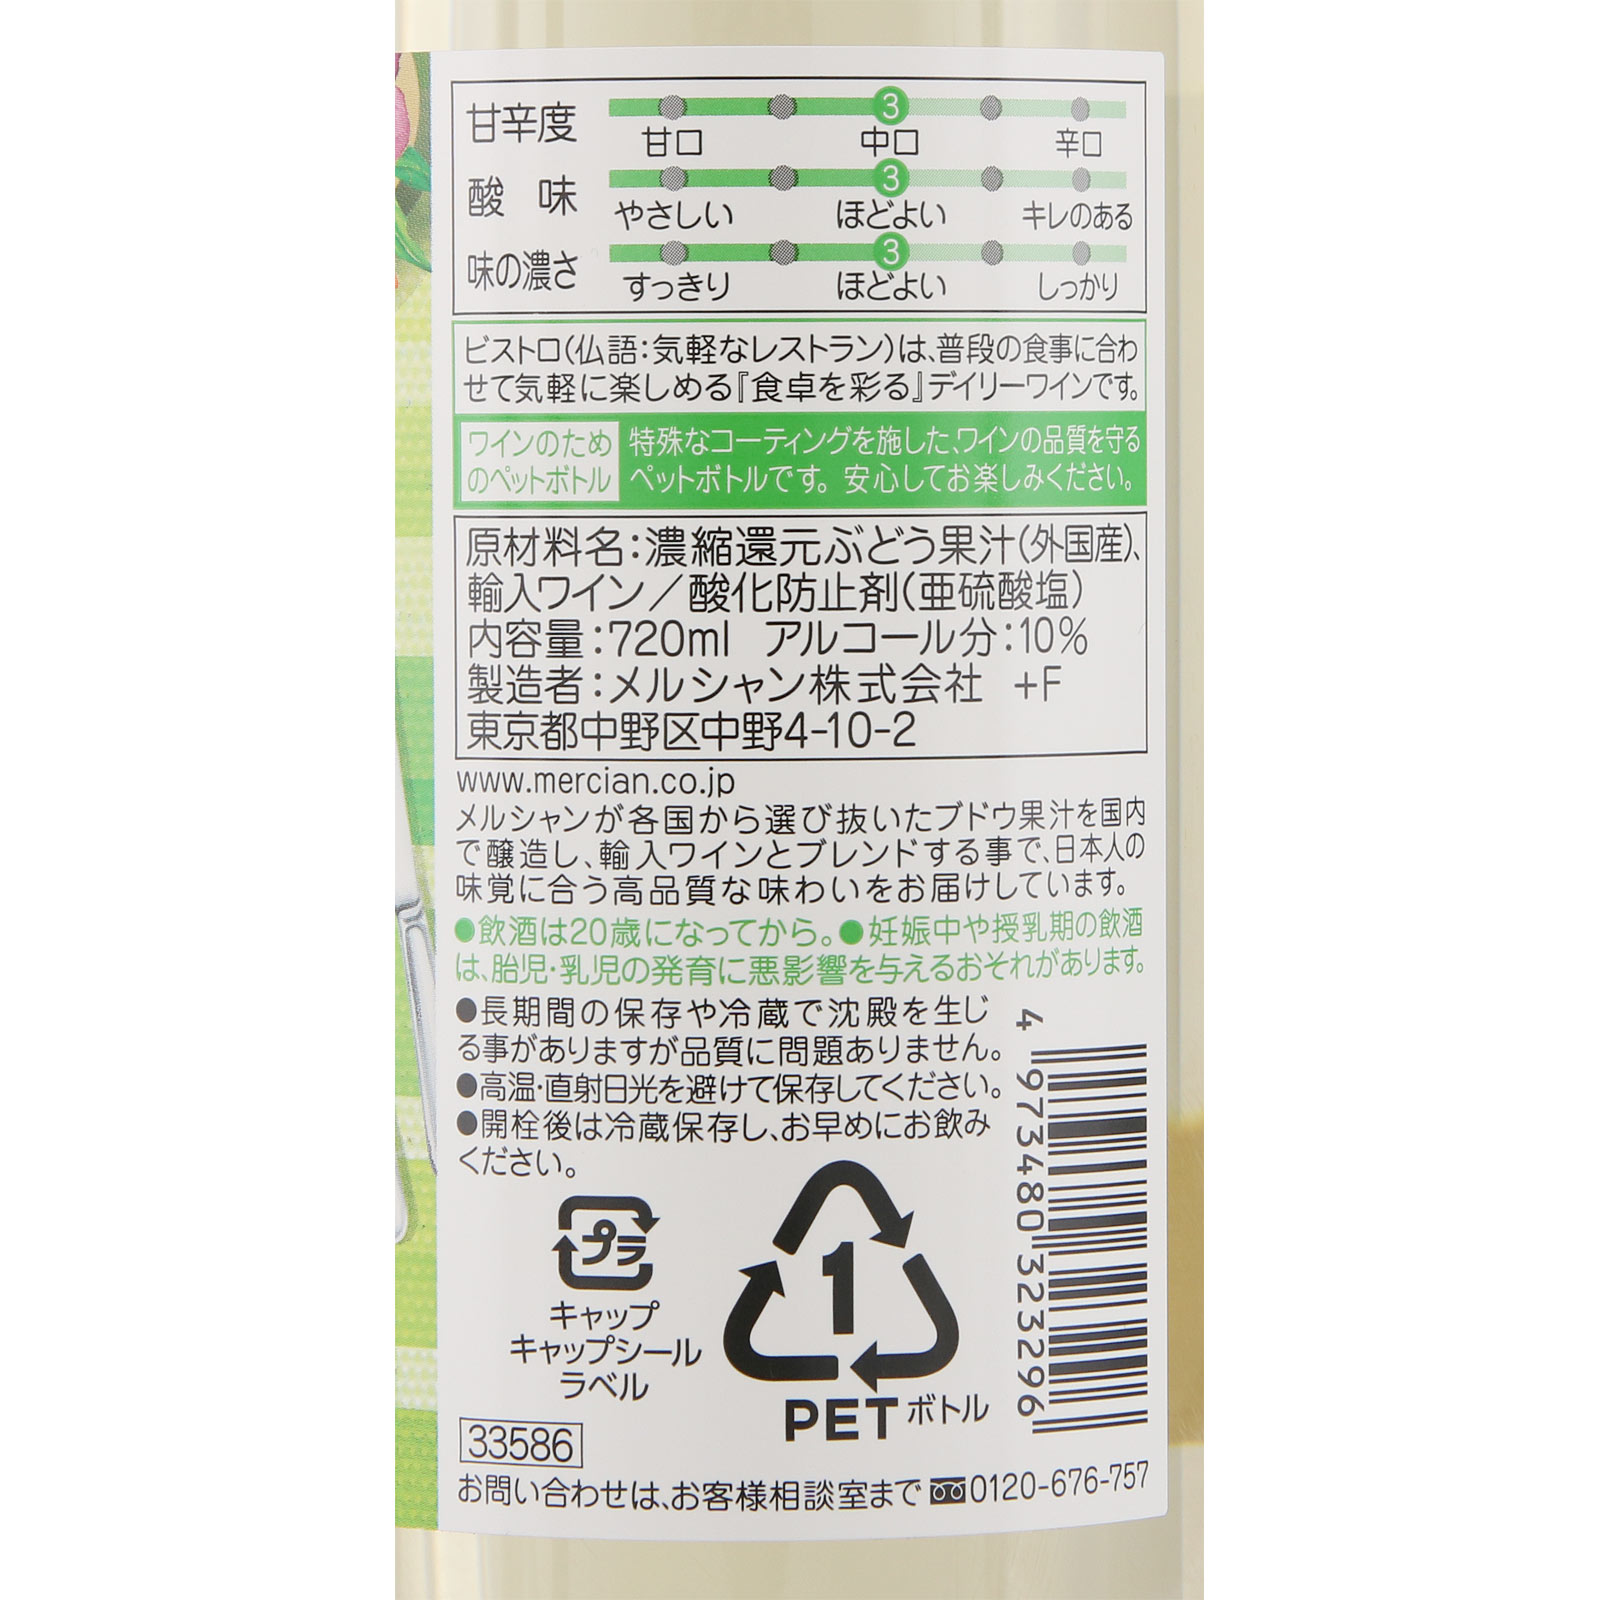 甘辛度 3
甘口 中口 辛口
酸味 3
やさしい ほどよい キレのある
味の濃さ 3
すっきり ほどよい しっかり
ビストロ(仏語:気軽なレストラン)は、普段の食事に合わ
せて気軽に楽しめる『食卓を彩る』デイリーワインです。
ワインのため
のペットボトル
特殊なコーティングを施した、ワインの品質を守る
ペットボトルです。安心してお楽しみください。
原材料名:濃縮還元ぶどう果汁(外国産)、
輸入ワイン/酸化防止剤(亜硫酸塩)
内容量:720ml アルコール分:10%
製造者:メルシャン株式会社 +F
東京都中野区中野4-10-2
www.mercian.co.jp
メルシャンが各国から選び抜いたブドウ果汁を国内
で醸造し、輸入ワインとブレンドする事で、日本人の
味覚に合う高品質な味わいをお届けしています。
●飲酒は20歳になってから。●妊娠中や授乳期の飲酒
は、胎児・乳児の発育に悪影響を与えるおそれがあります。
●長期間の保存や冷蔵で沈殿を生じ
る事がありますが品質に問題ありません。
●高温・直射日光を避けて保存してください。
●開栓後は冷蔵保存し、お早めにお飲み
ください。
4 973480 323296
プラ
キャップ
キャップシール
ラベル
1
PETボトル
33586
お問い合わせは、お客様相談室まで 0120-676-757